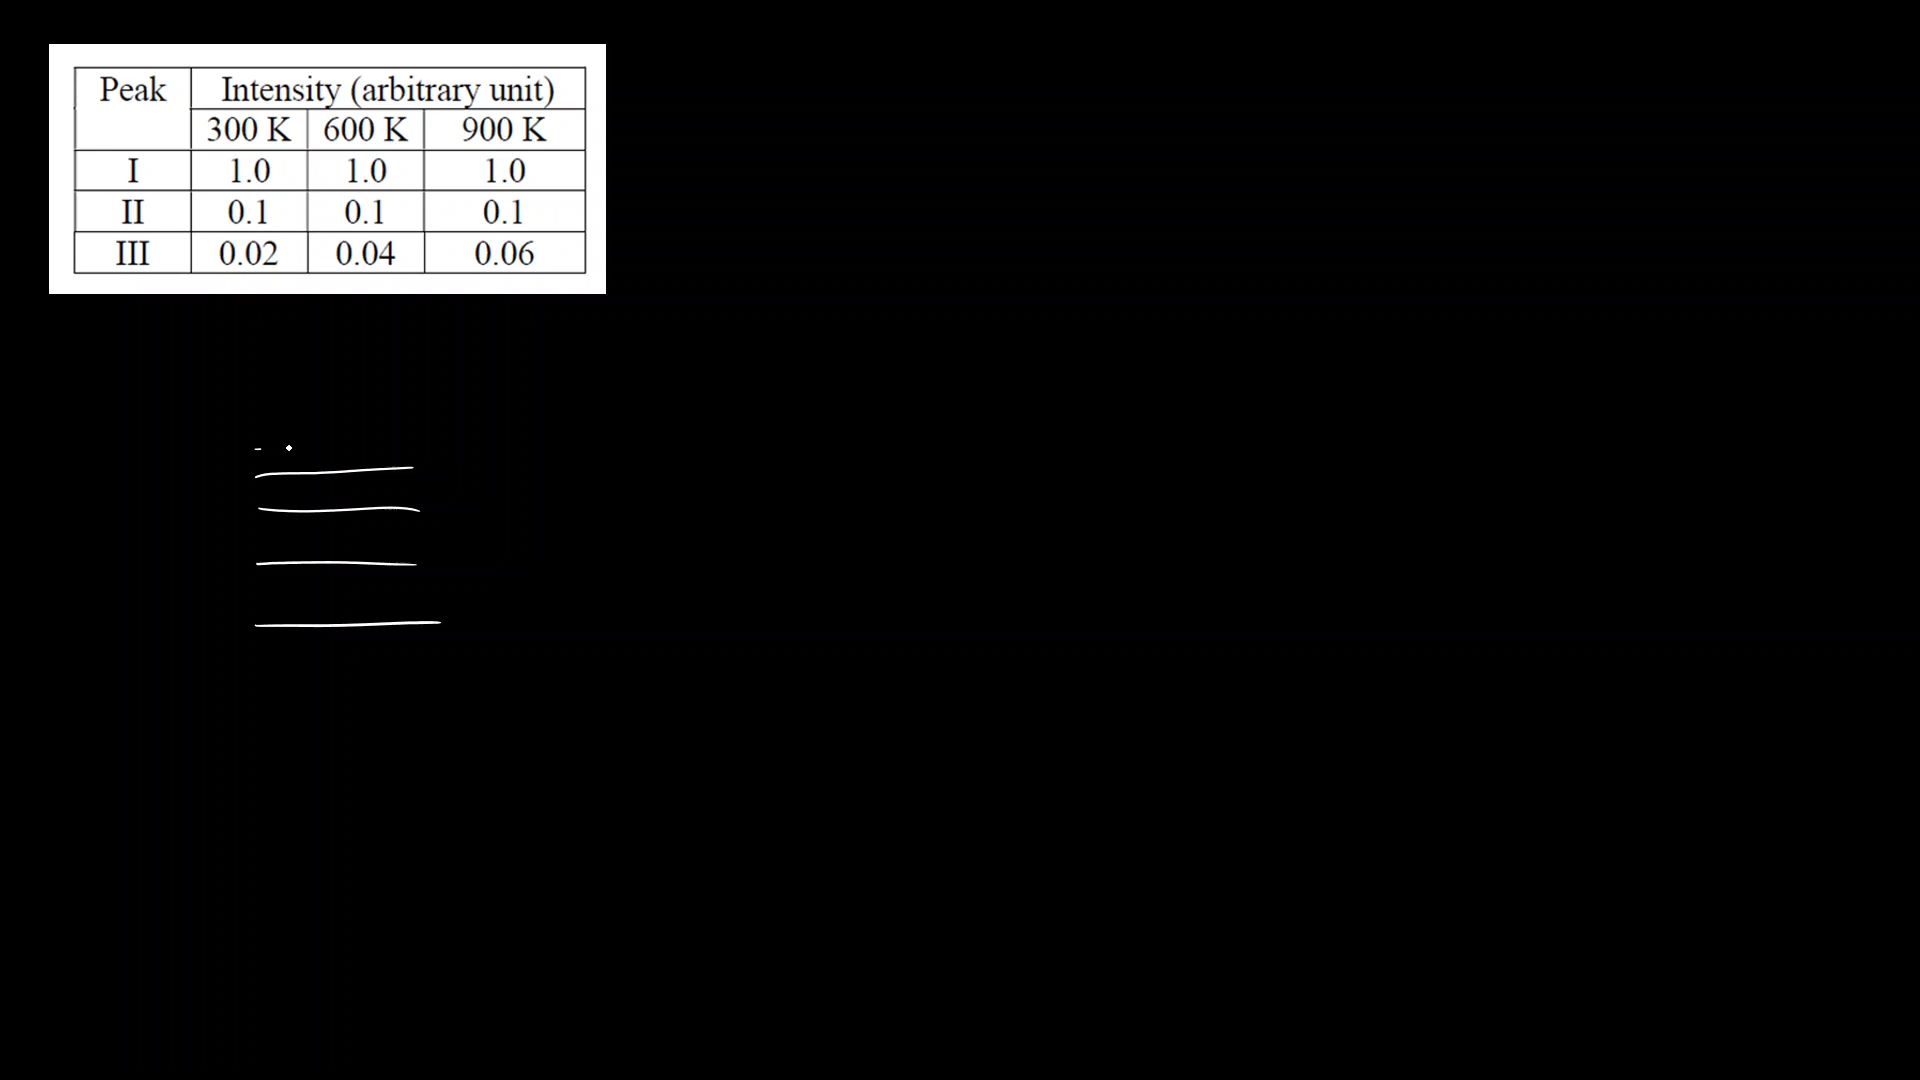 Peak Intensity (arbitrary unit)
300 K 600 K 900 K
I 1.0 1.0 1.0
II 0.1 0.1 0.1
III 0.02 0.04 0.06